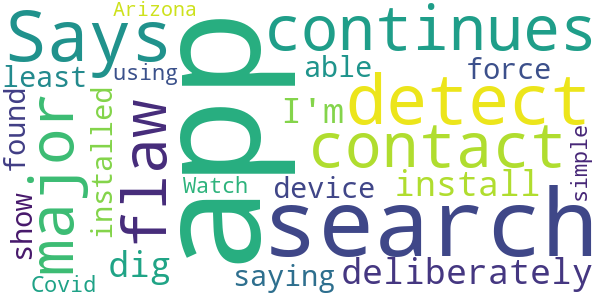 Arizona
Says
continues
least
using
able
force
app
found
major
installed
flaw
I'm
detect
contact
simple
Watch
device
install
search
show
dig
Covid
saying
deliberately